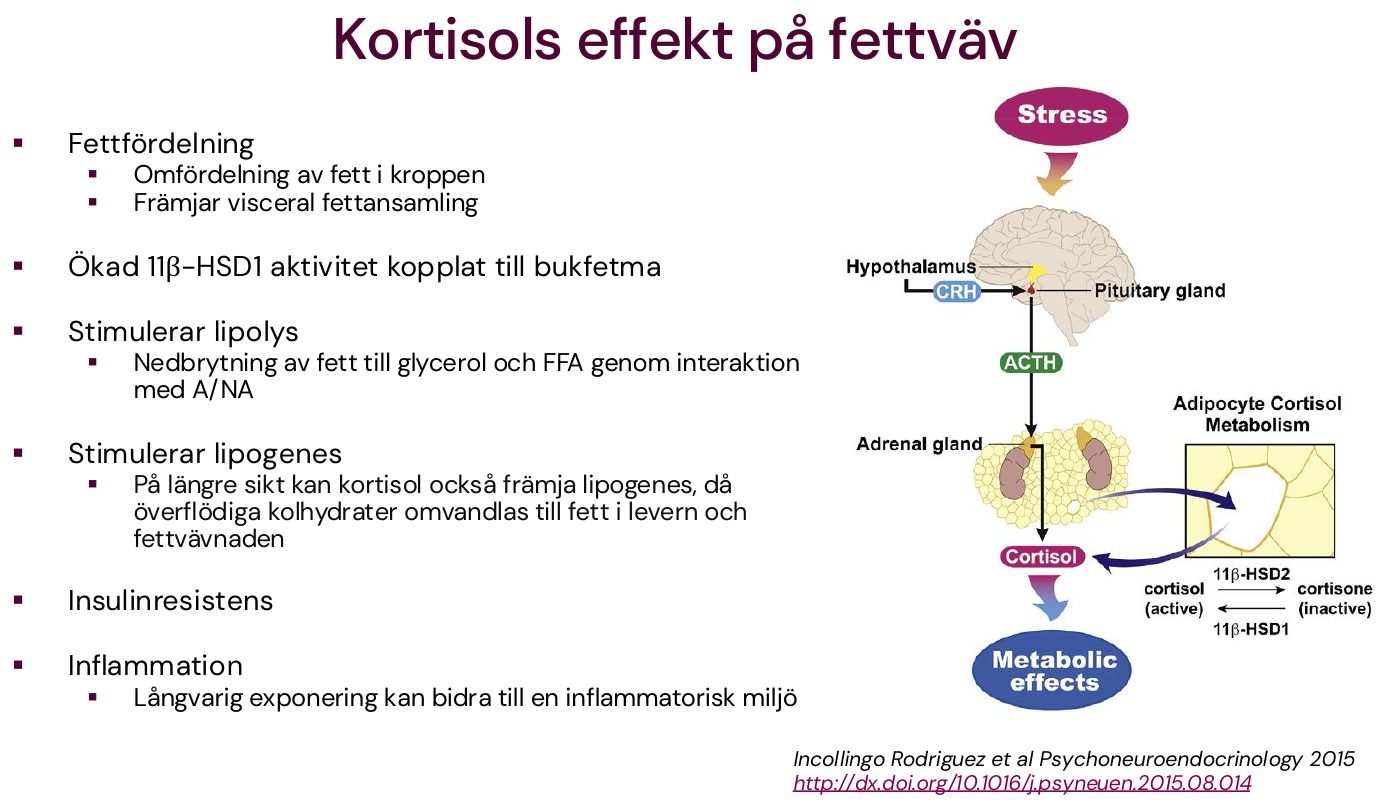 Kortisols effekt på fettväv
▪ Fettfördelning
▪ Omfördelning av fett i kroppen
▪ Främjar visceral fettansamling
▪ Ökad 11β-HSD1 aktivitet kopplat till bukfetma
▪ Stimulerar lipolys
▪ Nedbrytning av fett till glycerol och FFA genom interaktion
med A/NA
▪ Stimulerar lipogenes
▪ På längre sikt kan kortisol också främja lipogenes, då
överflödiga kolhydrater omvandlas till fett i levern och
fettvävnaden
▪ Insulinresistens
▪ Inflammation
▪ Långvarig exponering kan bidra till en inflammatorisk miljö
Stress
Hypothalamus
CRH
Pituitary gland
ACTH
Adrenal gland
Adipocyte Cortisol
Metabolism
Cortisol
11β-HSD2
cortisol
(active)
cortisone
(inactive)
11β-HSD1
Metabolic
effects
Incollingo Rodriguez et al Psychoneuroendocrinology 2015
http://dx.doi.org/10.1016/j.psyneuen.2015.08.014